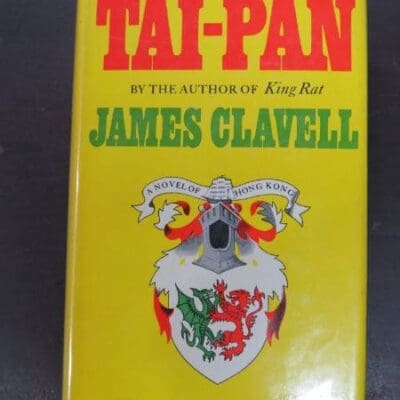 TAI-PAN
BY THE AUTHOR OF King Rat
JAMES CLAVELL
A NOVEL OF HONG KONG